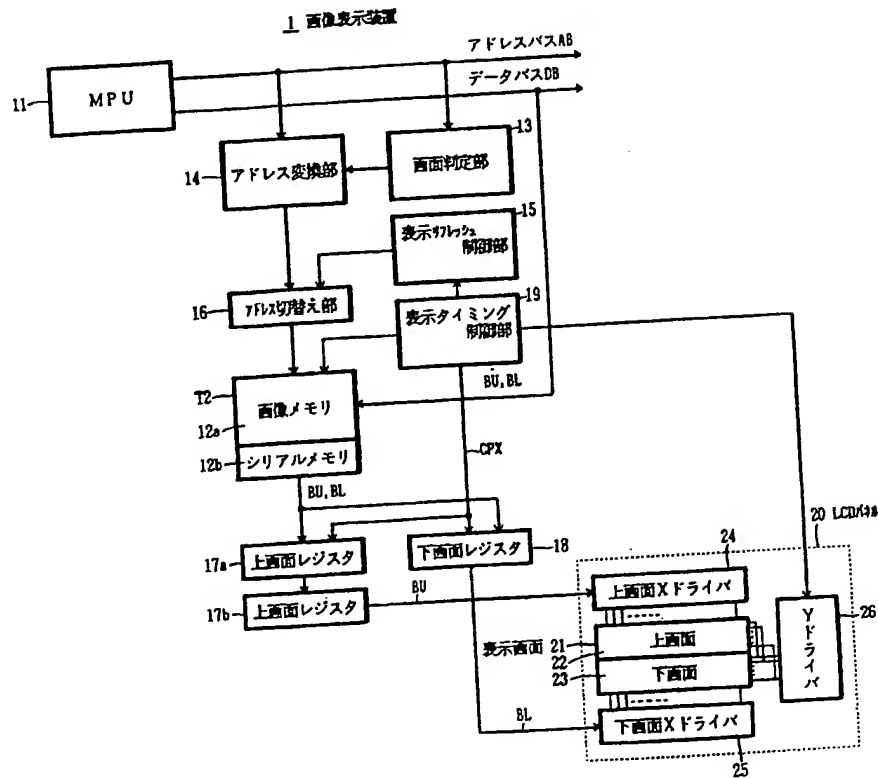 1 画像表示装置
アドレスバスAB
データバスDB
11
MPU
13
画面判定部
14
アドレス変換部
15
表示リフレッシュ
制御部
16
アドレス切替え部
19
表示タイミング
制御部
BU,BL
12
画像メモリ
12a
12b
シリアルメモリ
CPX
BU,BL
17a
上画面レジスタ
下画面レジスタ
18
17b
上画面レジスタ
BU
20 LCDパネル
24
上画面Xドライバ
表示画面 21
上画面
22
23
下画面
Yドライバ
26
BL
下画面Xドライバ
25